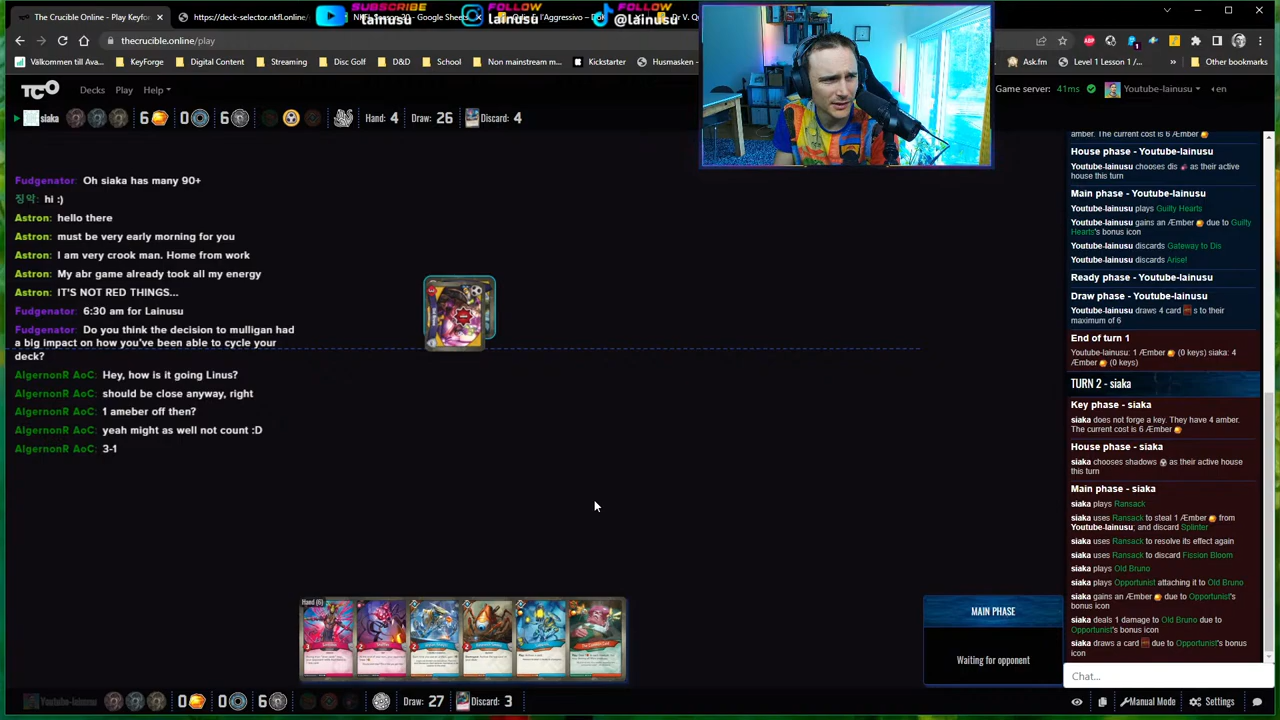 The Crucible Online - Play Keyfor
https://deck-selector.nkflonline/
Google Sheets
l'Aggressivo – Do
Dr V. Q
FOLLOW
FOLLOW
lainusu
lainusu
@lainusu
thecrucible.online/play
Välkommen till Ava...
KeyForge
Digital Content
Streaming
Disc Golf
D&D
School
Non mainstream m...
Kickstarter
Husmasken
Ask.fm
Level 1 Lesson 1 /...
Other bookmarks
TCO
Decks
Play
Help
Game server: 41ms
Youtube-lainusu
en
siaka
6
0
6
Hand: 4
Draw: 26
Discard: 4
Fudgenator: Oh siaka has many 90+
징악: hi :)
Astron: hello there
Astron: must be very early morning for you
Astron: I am very crook man. Home from work
Astron: My abr game already took all my energy
Astron: IT'S NOT RED THINGS...
Fudgenator: 6:30 am for Lainusu
Fudgenator: Do you think the decision to mulligan had
a big impact on how you've been able to cycle your
deck?
AlgernonR AoC: Hey, how is it going Linus?
AlgernonR AoC: should be close anyway, right
AlgernonR AoC: 1 ameber off then?
AlgernonR AoC: yeah might as well not count :D
AlgernonR AoC: 3-1
amber. The current cost is 6 Æmber
House phase - Youtube-lainusu
Youtube-lainusu chooses dis as their active
house this turn
Main phase - Youtube-lainusu
Youtube-lainusu plays Guilty Hearts
Youtube-lainusu gains an Æmber due to Guilty
Hearts's bonus icon
Youtube-lainusu discards Gateway to Dis
Youtube-lainusu discards Arise!
Ready phase - Youtube-lainusu
Draw phase - Youtube-lainusu
Youtube-lainusu draws 4 card s to their
maximum of 6
End of turn 1
Youtube-lainusu: 1 Æmber (0 keys) siaka: 4
Æmber (0 keys)
TURN 2 - siaka
Key phase - siaka
siaka does not forge a key. They have 4 amber.
The current cost is 6 Æmber
House phase - siaka
siaka chooses shadows as their active house
this turn
Main phase - siaka
siaka plays Ransack
siaka uses Ransack to steal 1 Æmber from
Youtube-lainusu; and discard Splinter
siaka uses Ransack to resolve its effect again
siaka uses Ransack to discard Fission Bloom
siaka plays Old Bruno
siaka plays Opportunist attaching it to Old Bruno
siaka gains an Æmber due to Opportunist's
bonus icon
siaka deals 1 damage to Old Bruno due to
Opportunist's bonus icon
siaka draws a card due to Opportunist's bonus
icon
Hand (6)
MAIN PHASE
Waiting for opponent
Chat...
Youtube-lainusu
0
0
6
Draw: 27
Discard: 3
Manual Mode
Settings